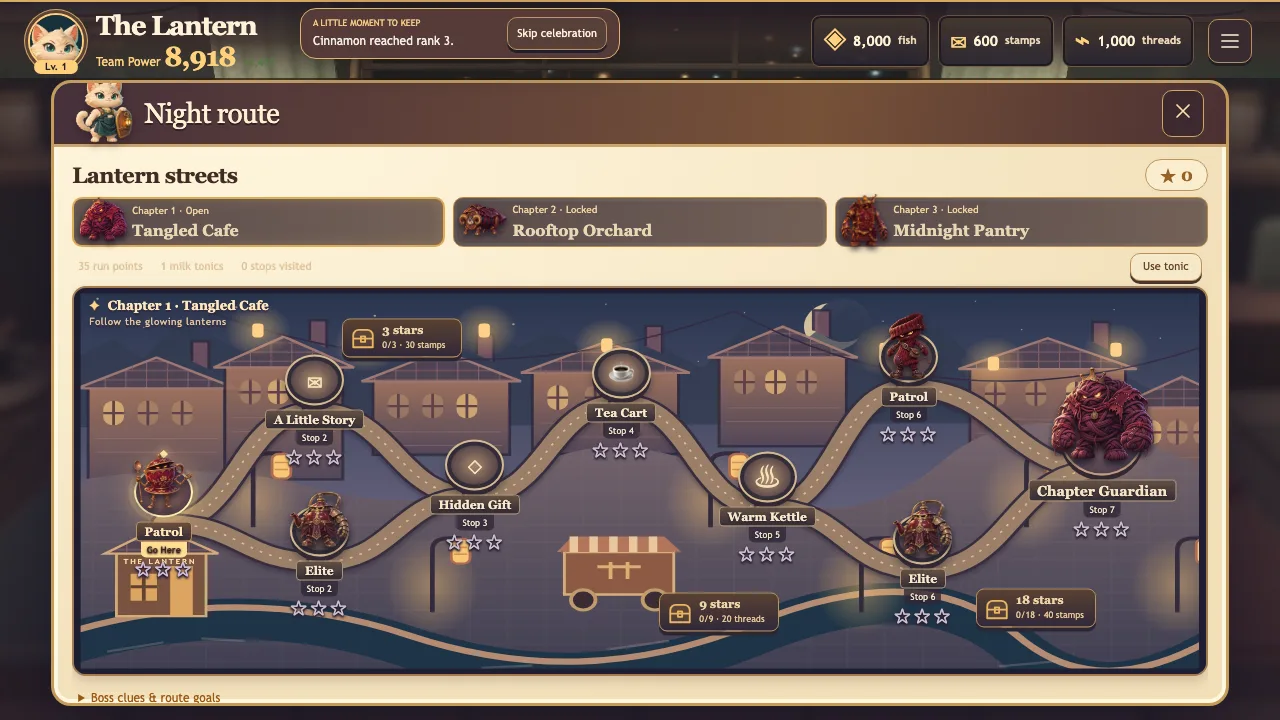 The Lantern
Team Power 8,918
Lv. 1
A LITTLE MOMENT TO KEEP
Cinnamon reached rank 3.
Skip celebration
8,000 fish
600 stamps
1,000 threads
Night route
Lantern streets
★ 0
Chapter 1 · Open
Tangled Cafe
Chapter 2 · Locked
Rooftop Orchard
Chapter 3 · Locked
Midnight Pantry
35 run points 1 milk tonics 0 stops visited
Use tonic
Chapter 1 · Tangled Cafe
Follow the glowing lanterns
3 stars
0/3 · 30 stamps
A Little Story
Stop 2
Tea Cart
Stop 4
Patrol
Stop 6
Hidden Gift
Stop 3
Chapter Guardian
Stop 7
Warm Kettle
Stop 5
Patrol
Go Here
THE LANTERN
Elite
Stop 2
Elite
Stop 6
9 stars
0/9 · 20 threads
18 stars
0/18 · 40 stamps
Boss clues & route goals